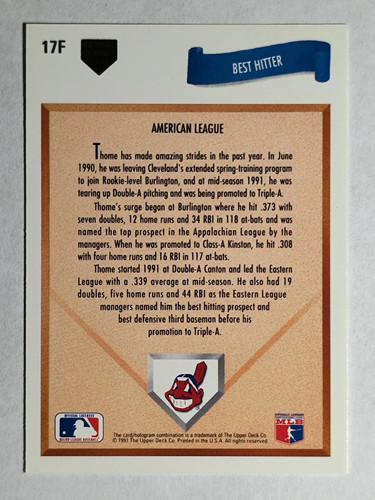 17F
BEST HITTER
AMERICAN LEAGUE
Thome has made amazing strides in the past year. In June
1990, he was leaving Cleveland's extended spring-training program
to join Rookie-level Burlington, and at mid-season 1991, he was
tearing up Double-A pitching and was being promoted to Triple-A.
Thome's surge began at Burlington where he hit .373 with
seven doubles, 12 home runs and 34 RBI in 118 at-bats and was
named the top prospect in the Appalachian League by the
managers. When he was promoted to Class-A Kinston, he hit .308
with four home runs and 16 RBI in 117 at-bats.
Thome started 1991 at Double-A Canton and led the Eastern
League with a .339 average at mid-season. He also had 19
doubles, five home runs and 44 RBI as the Eastern League
managers named him the best hitting prospect and
best defensive third baseman before his
promotion to Triple-A.
OFFICIAL LICENSEE
MAJOR LEAGUE BASEBALL
MLB
The card/hologram combination is a trademark of The Upper Deck Co.
© 1991 The Upper Deck Co. Printed in the U.S.A. All rights reserved.